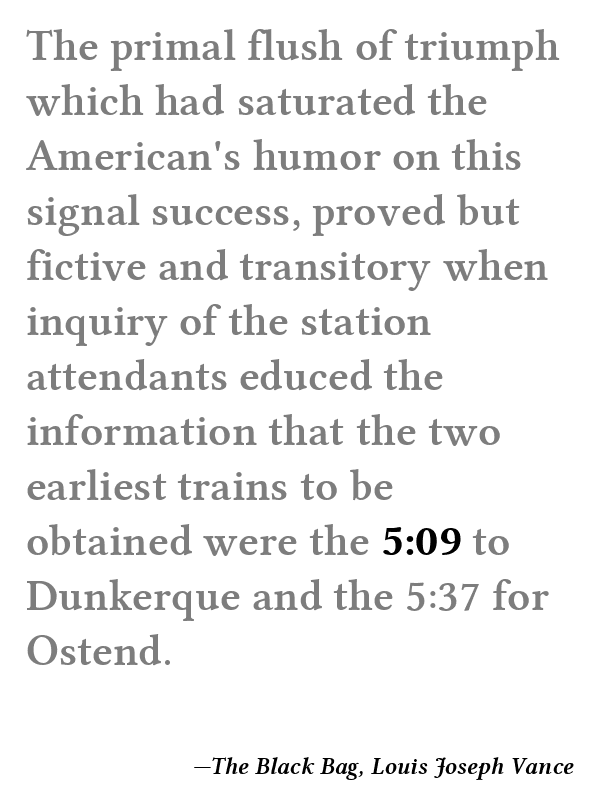 The primal flush of triumph
which had saturated the
American's humor on this
signal success, proved but
fictive and transitory when
inquiry of the station
attendants educed the
information that the two
earliest trains to be
obtained were the 5:09 to
Dunkerque and the 5:37 for
Ostend.
—The Black Bag, Louis Joseph Vance